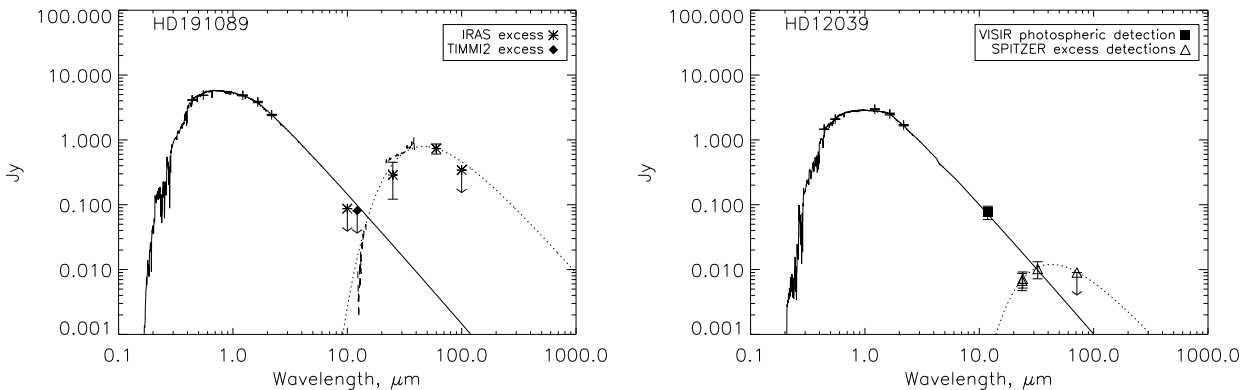 HD191089
IRAS excess
TIMMI2 excess
100.000
10.000
1.000
0.100
0.010
0.001
Jy
0.1
1.0
10.0
100.0
1000.0
Wavelength, μm
HD12039
VISIR photospheric detection
SPITZER excess detections
100.000
10.000
1.000
0.100
0.010
0.001
Jy
0.1
1.0
10.0
100.0
1000.0
Wavelength, μm